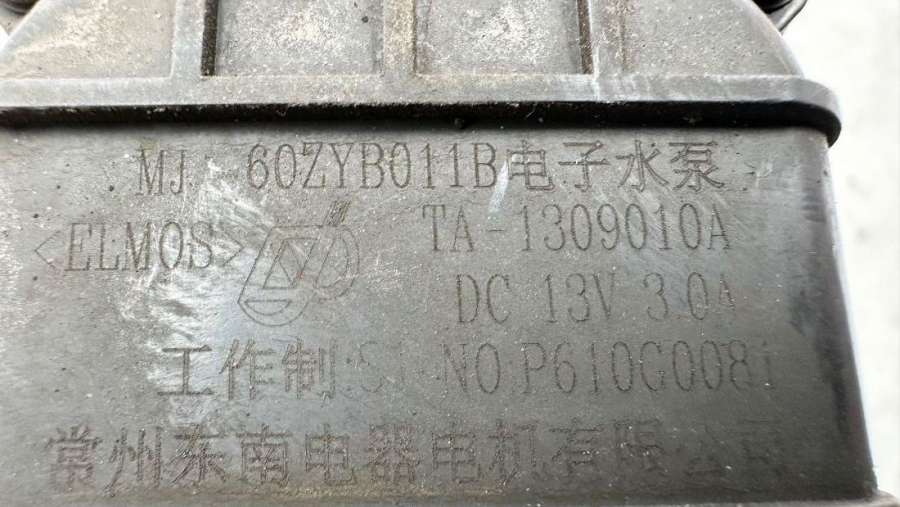 MJ 60ZYB011B电子水泵
<ELMOS> TA-1309010A
DC 13V 3.0A
工作制:S1 NO P610G0081
常州东南电器电机有限公司